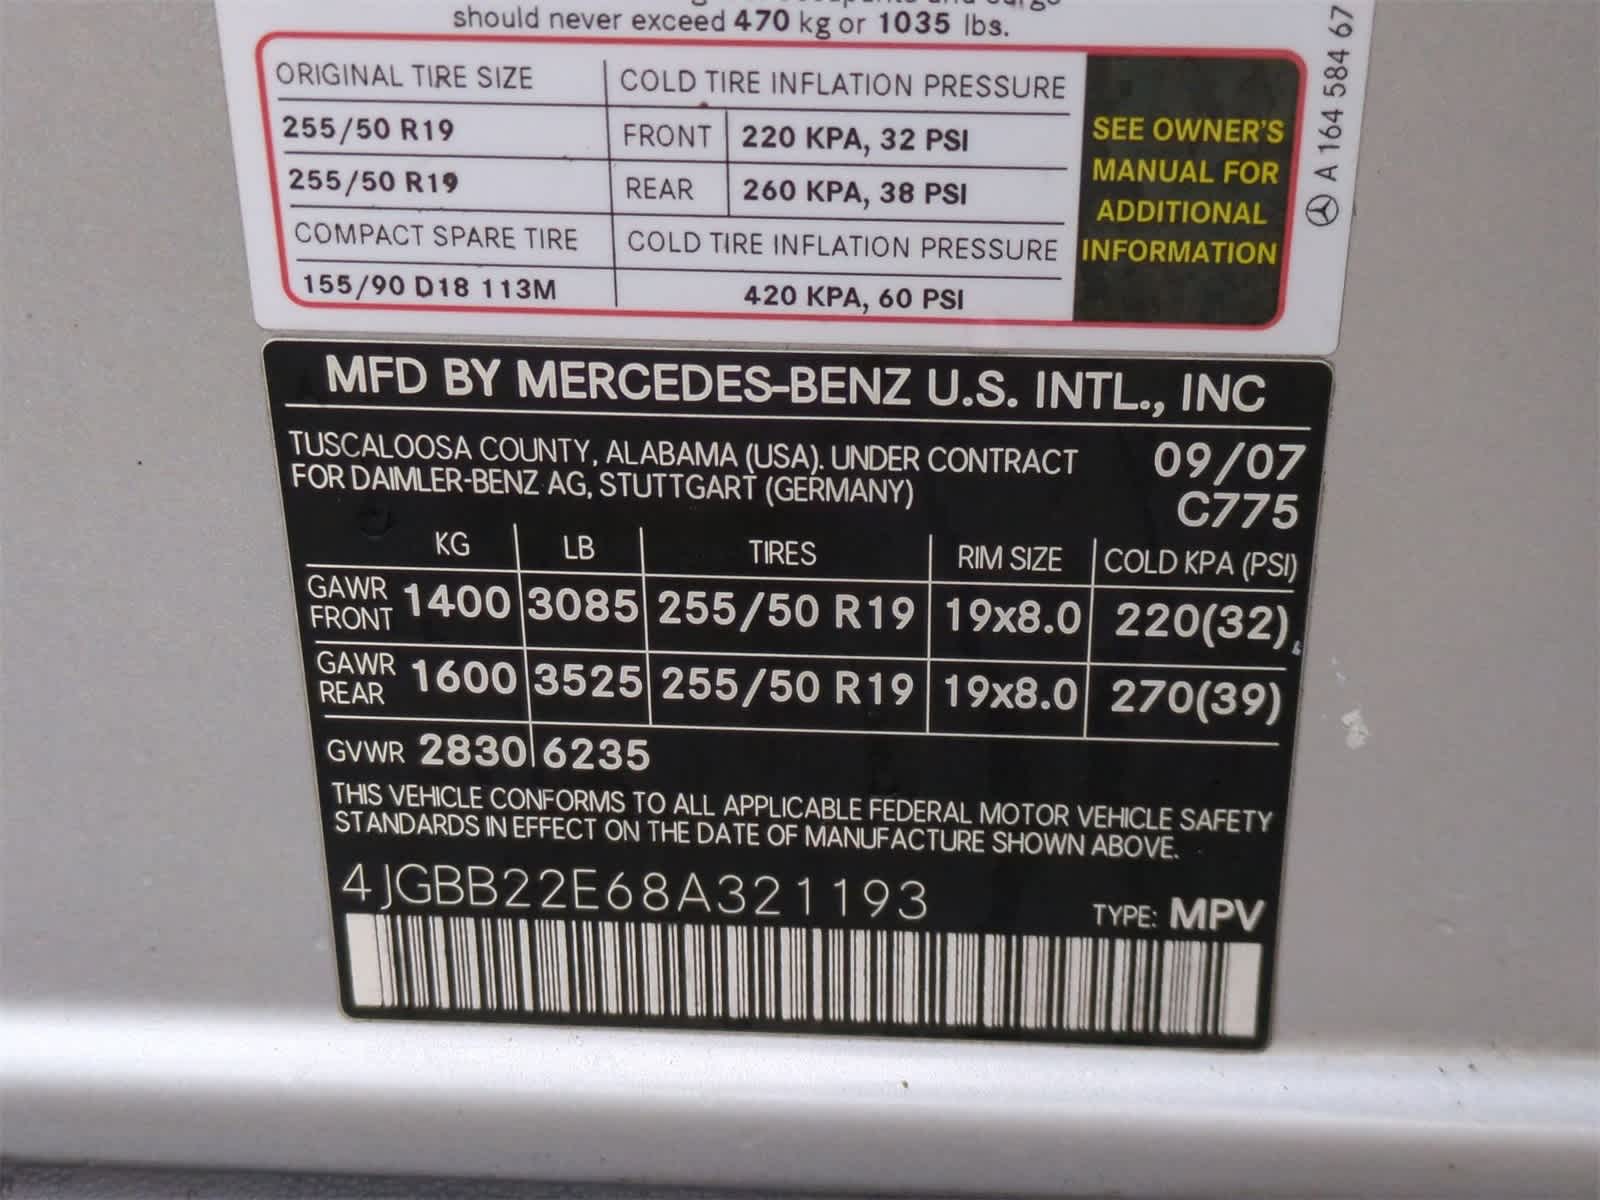 should never exceed 470 kg or 1035 lbs.
ORIGINAL TIRE SIZE COLD TIRE INFLATION PRESSURE
255/50 R19 FRONT 220 KPA, 32 PSI
255/50 R19 REAR 260 KPA, 38 PSI
COMPACT SPARE TIRE COLD TIRE INFLATION PRESSURE
155/90 D18 113M 420 KPA, 60 PSI
SEE OWNER'S
MANUAL FOR
ADDITIONAL
INFORMATION
A 164 584 67
MFD BY MERCEDES-BENZ U.S. INTL., INC
TUSCALOOSA COUNTY, ALABAMA (USA). UNDER CONTRACT
FOR DAIMLER-BENZ AG, STUTTGART (GERMANY)
09/07
C775
KG LB TIRES RIM SIZE COLD KPA (PSI)
GAWR
FRONT 1400 3085 255/50 R19 19x8.0 220(32)
GAWR
REAR 1600 3525 255/50 R19 19x8.0 270(39)
GVWR 2830 6235
THIS VEHICLE CONFORMS TO ALL APPLICABLE FEDERAL MOTOR VEHICLE SAFETY
STANDARDS IN EFFECT ON THE DATE OF MANUFACTURE SHOWN ABOVE.
4JGBB22E68A321193
TYPE: MPV